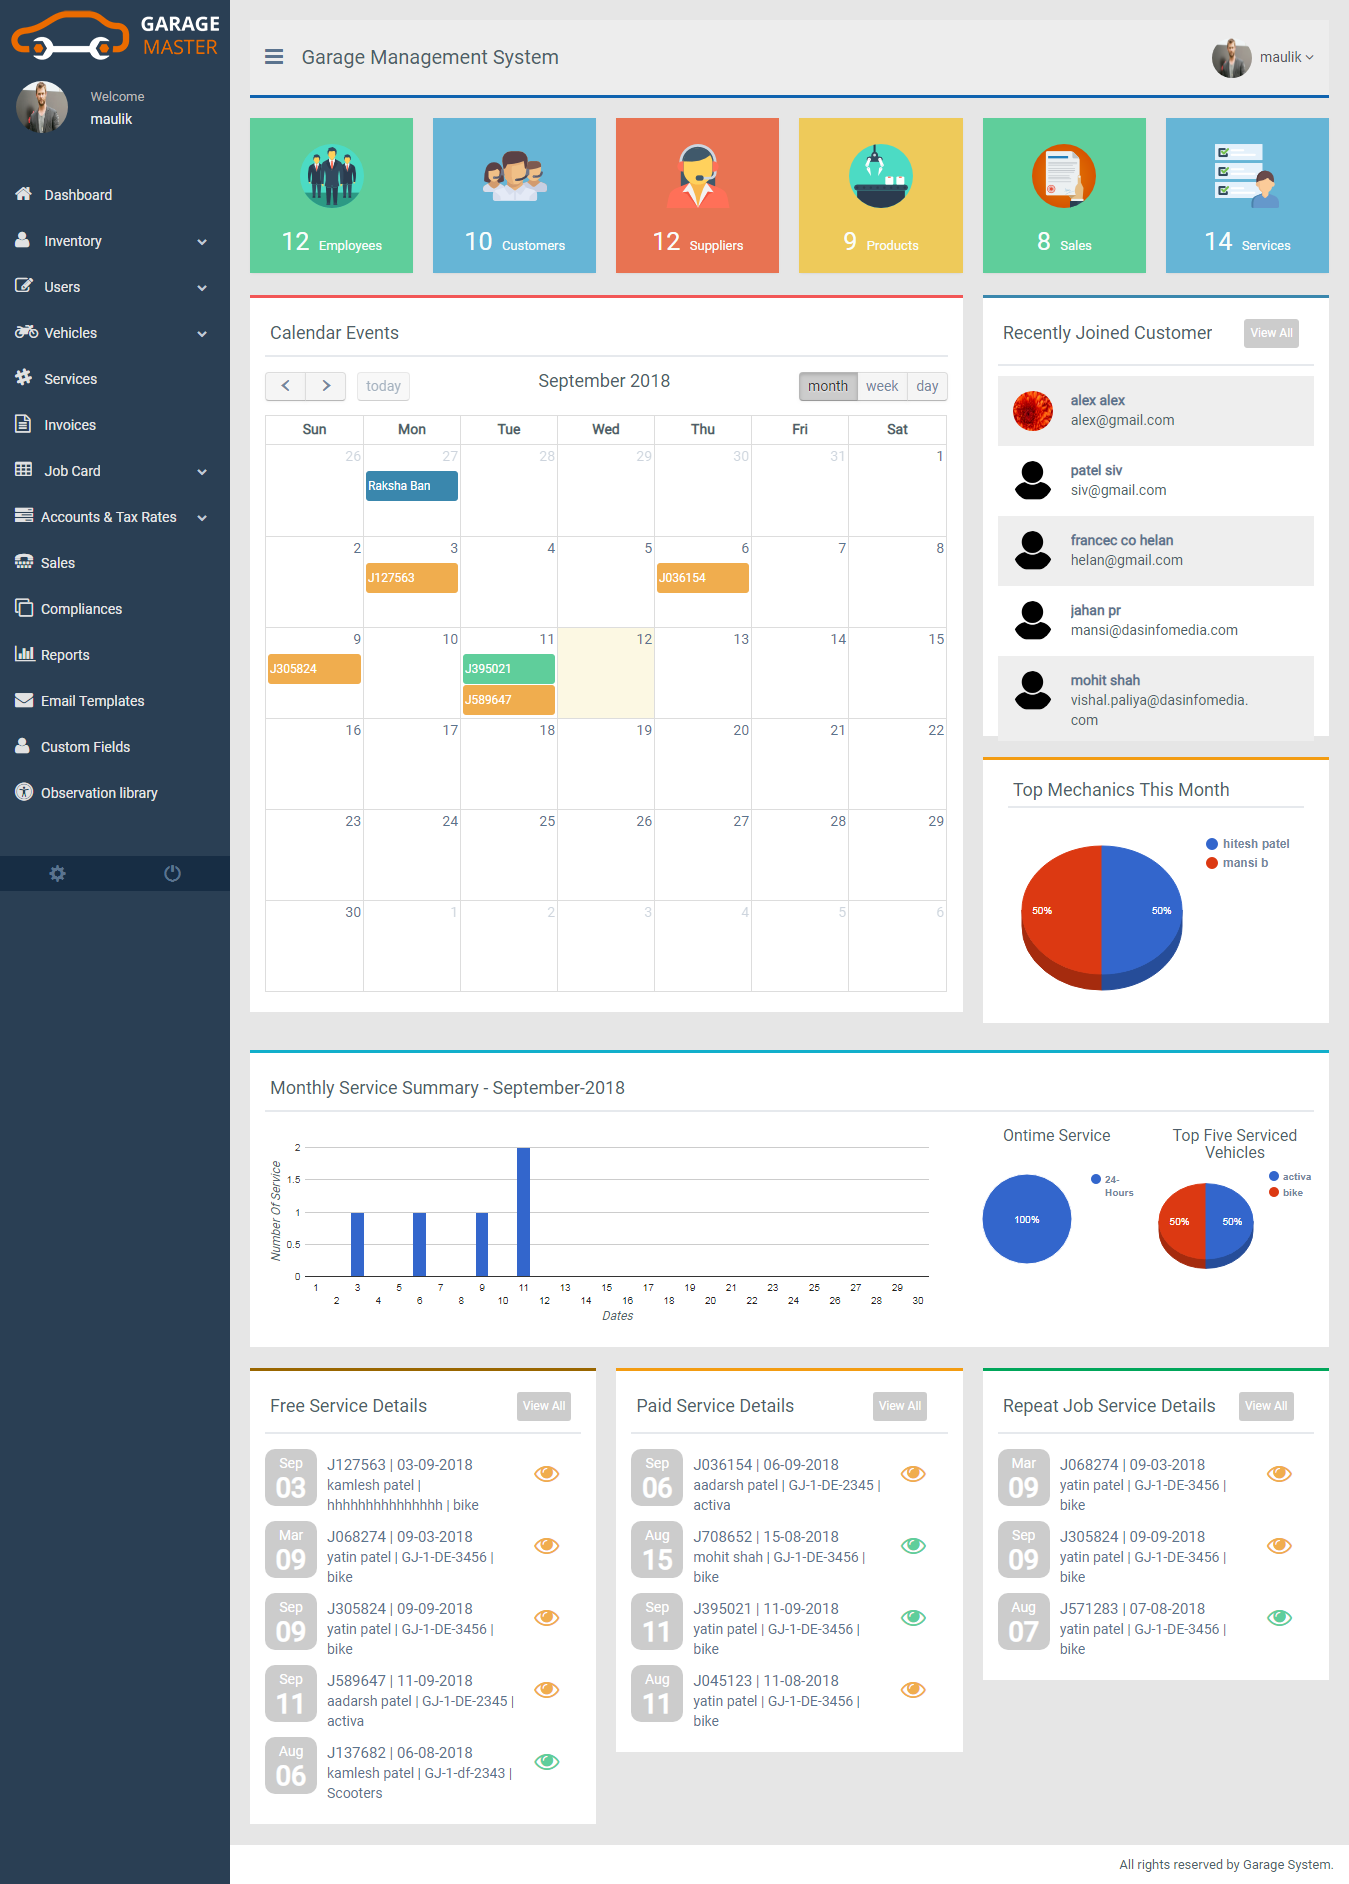 GARAGE
MASTER
Welcome
maulik
Dashboard
Inventory
Users
Vehicles
Services
Invoices
Job Card
Accounts & Tax Rates
Sales
Compliances
Reports
Email Templates
Custom Fields
Observation library
Garage Management System
maulik
12 Employees
10 Customers
12 Suppliers
9 Products
8 Sales
14 Services
Calendar Events
today
September 2018
month week day
Sun Mon Tue Wed Thu Fri Sat
26 27 28 29 30 31 1
Raksha Ban
2 3 4 5 6 7 8
J127563 J036154
9 10 11 12 13 14 15
J305824 J395021
J589647
16 17 18 19 20 21 22
23 24 25 26 27 28 29
30 1 2 3 4 5 6
Recently Joined Customer View All
alex alex
alex@gmail.com
patel siv
siv@gmail.com
francec co helan
helan@gmail.com
jahan pr
mansi@dasinfomedia.com
mohit shah
vishal.paliya@dasinfomedia.
com
Top Mechanics This Month
hitesh patel
mansi b
50% 50%
Monthly Service Summary - September-2018
Number Of Service
2
1.5
1
0.5
0
1 3 5 7 9 11 13 15 17 19 21 23 25 27 29
2 4 6 8 10 12 14 16 18 20 22 24 26 28 30
Dates
Ontime Service
24-
Hours
100%
Top Five Serviced
Vehicles
activa
bike
50% 50%
Free Service Details View All
Sep
03
J127563 | 03-09-2018
kamlesh patel |
hhhhhhhhhhhhhhh | bike
Mar
09
J068274 | 09-03-2018
yatin patel | GJ-1-DE-3456 |
bike
Sep
09
J305824 | 09-09-2018
yatin patel | GJ-1-DE-3456 |
bike
Sep
11
J589647 | 11-09-2018
aadarsh patel | GJ-1-DE-2345 |
activa
Aug
06
J137682 | 06-08-2018
kamlesh patel | GJ-1-df-2343 |
Scooters
Paid Service Details View All
Sep
06
J036154 | 06-09-2018
aadarsh patel | GJ-1-DE-2345 |
activa
Aug
15
J708652 | 15-08-2018
mohit shah | GJ-1-DE-3456 |
bike
Sep
11
J395021 | 11-09-2018
yatin patel | GJ-1-DE-3456 |
bike
Aug
11
J045123 | 11-08-2018
yatin patel | GJ-1-DE-3456 |
bike
Repeat Job Service Details View All
Mar
09
J068274 | 09-03-2018
yatin patel | GJ-1-DE-3456 |
bike
Sep
09
J305824 | 09-09-2018
yatin patel | GJ-1-DE-3456 |
bike
Aug
07
J571283 | 07-08-2018
yatin patel | GJ-1-DE-3456 |
bike
All rights reserved by Garage System.